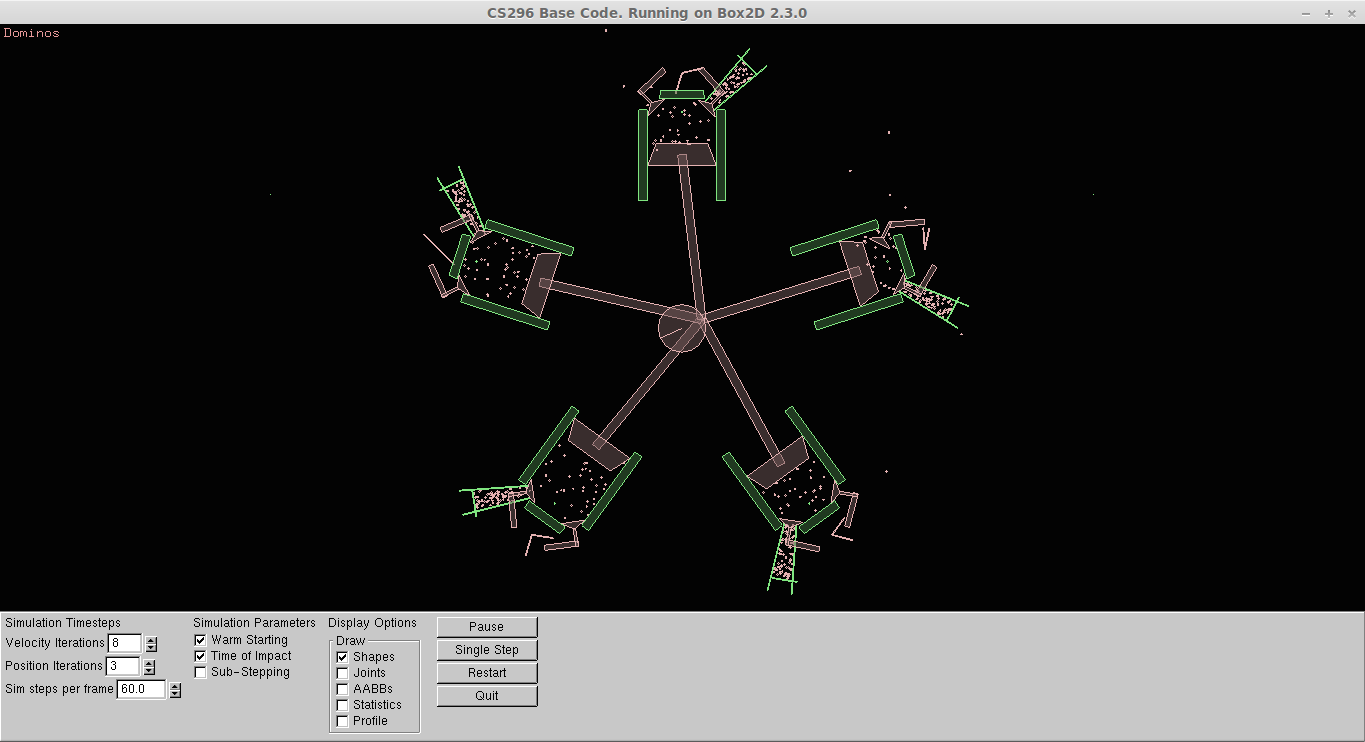 CS296 Base Code. Running on Box2D 2.3.0
Dominos
Simulation Timesteps
Velocity Iterations 8
Position Iterations 3
Sim steps per frame 60.0
Simulation Parameters
Warm Starting
Time of Impact
Sub-Stepping
Display Options
Draw
Shapes
Joints
AABBs
Statistics
Profile
Pause
Single Step
Restart
Quit